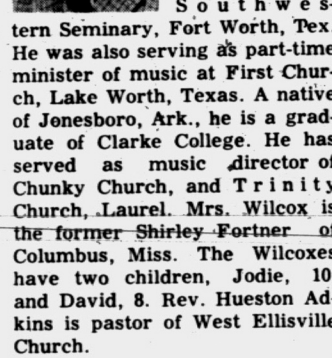 Southwes-
tern Seminary, Fort Worth, Tex.
He was also serving as part-time
minister of music at First Chur-
ch, Lake Worth, Texas. A native
of Jonesboro, Ark., he is a grad-
uate of Clarke College. He has
served as music director of
Chunky Church, and Trinity
Church, Laurel. Mrs. Wilcox is
the former Shirley Fortner of
Columbus, Miss. The Wilcoxes
have two children, Jodie, 10
and David, 8. Rev. Hueston Ad-
kins is pastor of West Ellisville
Church.